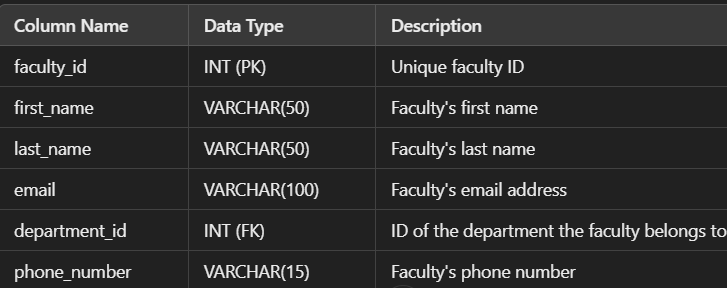 Column Name Data Type Description
faculty_id INT (PK) Unique faculty ID
first_name VARCHAR(50) Faculty's first name
last_name VARCHAR(50) Faculty's last name
email VARCHAR(100) Faculty's email address
department_id INT (FK) ID of the department the faculty belongs to
phone_number VARCHAR(15) Faculty's phone number